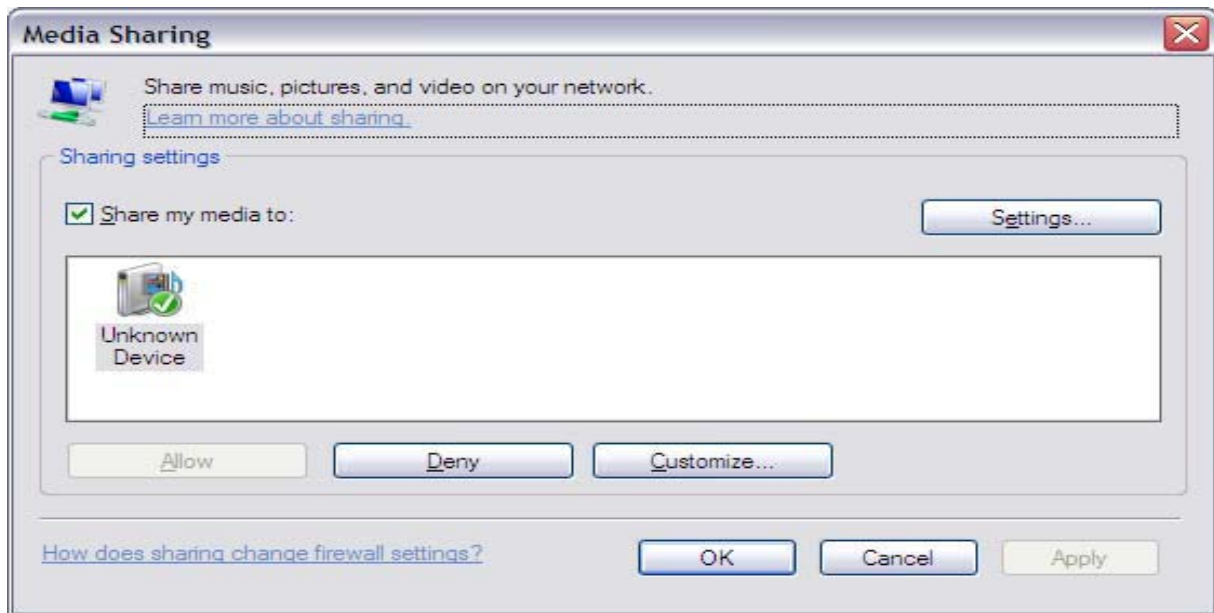 Media Sharing
Share music, pictures, and video on your network.
Learn more about sharing.
Sharing settings
Share my media to:
Settings...
Unknown
Device
Allow
Deny
Customize...
How does sharing change firewall settings?
OK
Cancel
Apply